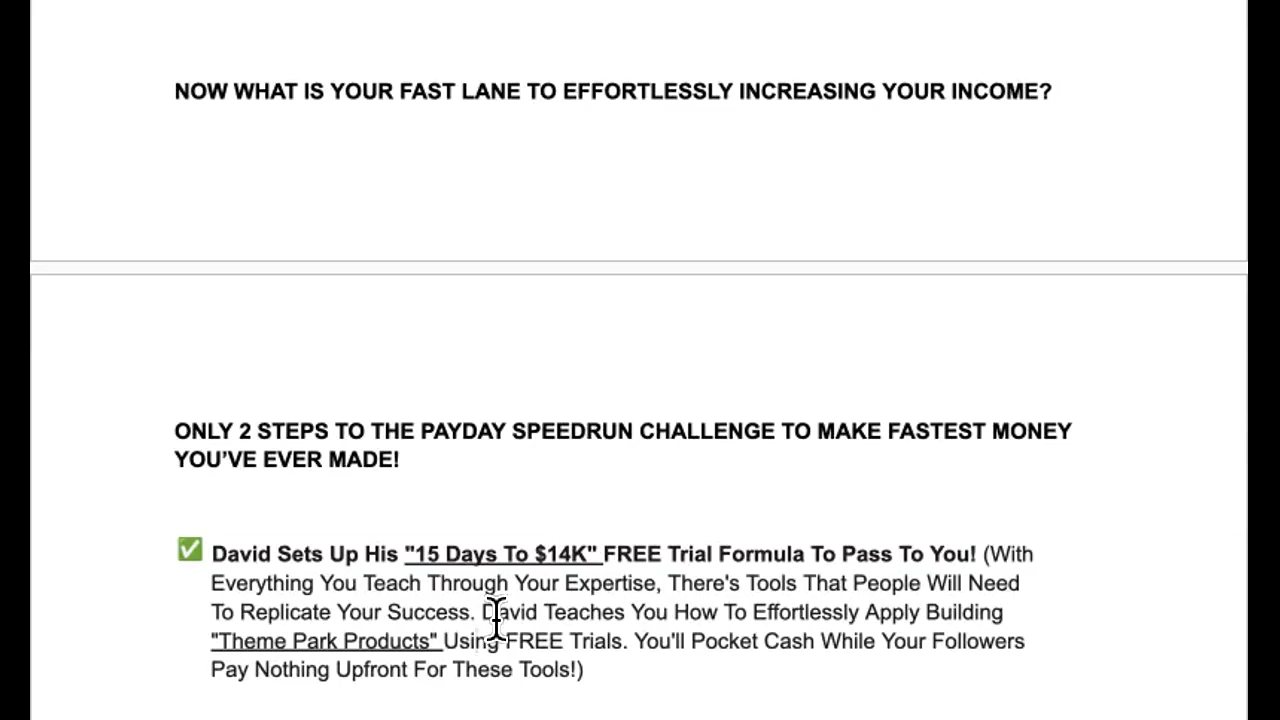 NOW WHAT IS YOUR FAST LANE TO EFFORTLESSLY INCREASING YOUR INCOME?
ONLY 2 STEPS TO THE PAYDAY SPEEDRUN CHALLENGE TO MAKE FASTEST MONEY
YOU’VE EVER MADE!
✅ David Sets Up His "15 Days To $14K" FREE Trial Formula To Pass To You! (With
Everything You Teach Through Your Expertise, There's Tools That People Will Need
To Replicate Your Success. David Teaches You How To Effortlessly Apply Building
"Theme Park Products" Using FREE Trials. You'll Pocket Cash While Your Followers
Pay Nothing Upfront For These Tools!)